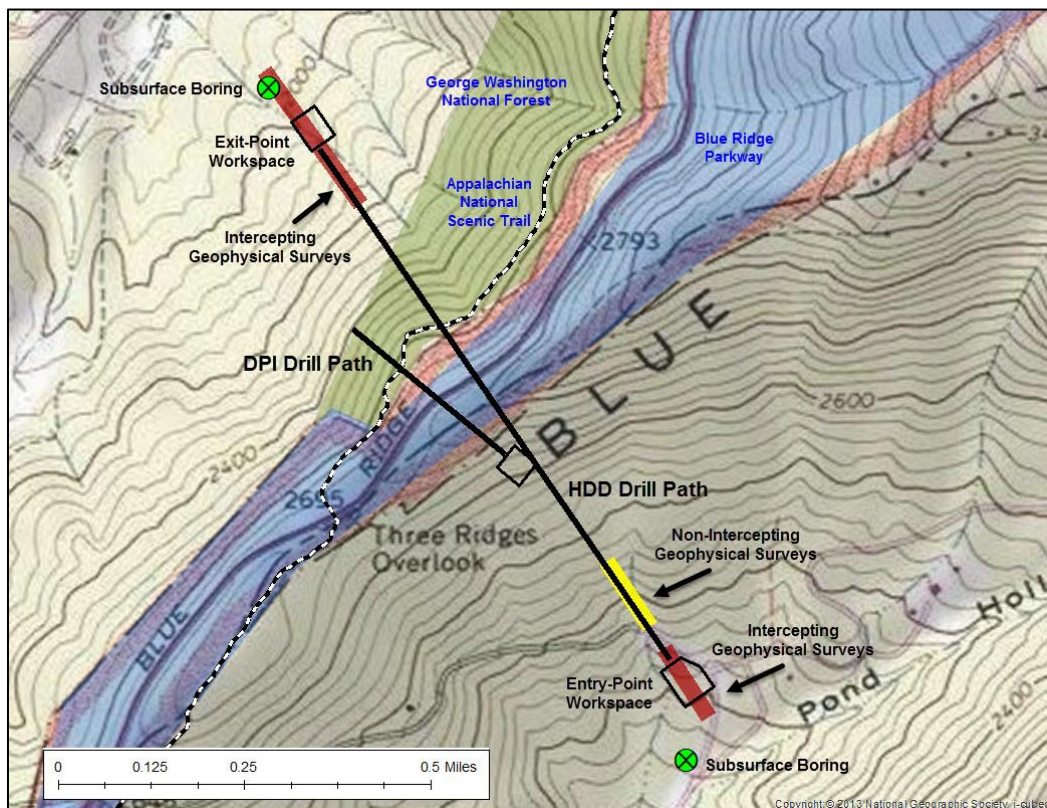 Subsurface Boring
George Washington
National Forest
Exit-Point
Workspace
Blue Ridge
Parkway
Appalachian
National
Scenic Trail
Intercepting
Geophysical Surveys
2793
DPI Drill Path
BLUE
2600
RIDGE
2400
HDD Drill Path
2695
Three Ridges
Overlook
Non-Intercepting
Geophysical Surveys
Holl
BLUE
Intercepting
Geophysical Surveys
Entry-Point
Workspace
Pond
2400
Subsurface Boring
0 0.125 0.25 0.5 Miles
Copyright:© 2013 National Geographic Society, i-cubed